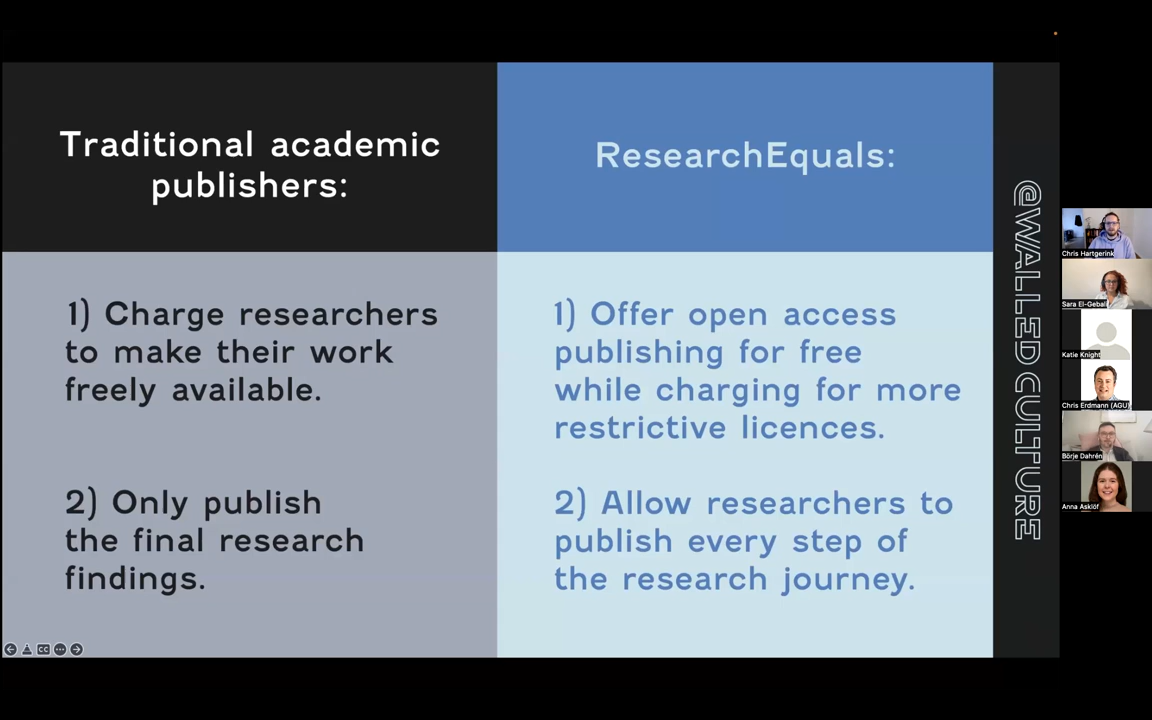 Traditional academic
publishers:
ResearchEquals:
1) Charge researchers
to make their work
freely available.
2) Only publish
the final research
findings.
1) Offer open access
publishing for free
while charging for more
restrictive licences.
2) Allow researchers to
publish every step of
the research journey.
@WALLED CULTURE
Chris Hartgerink
Sara El-Gebali
Katie Knight
Chris Erdmann (AGU)
Börje Dahrén
Anna Asklöf
CC